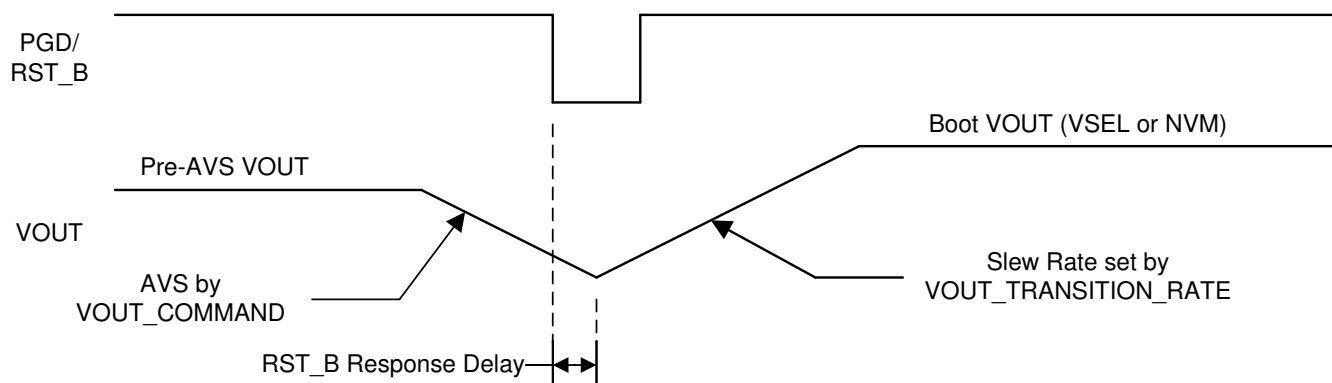 PGD/
RST_B
Boot VOUT (VSEL or NVM)
Pre-AVS VOUT
VOUT
AVS by
VOUT_COMMAND
Slew Rate set by
VOUT_TRANSITION_RATE
RST_B Response Delay